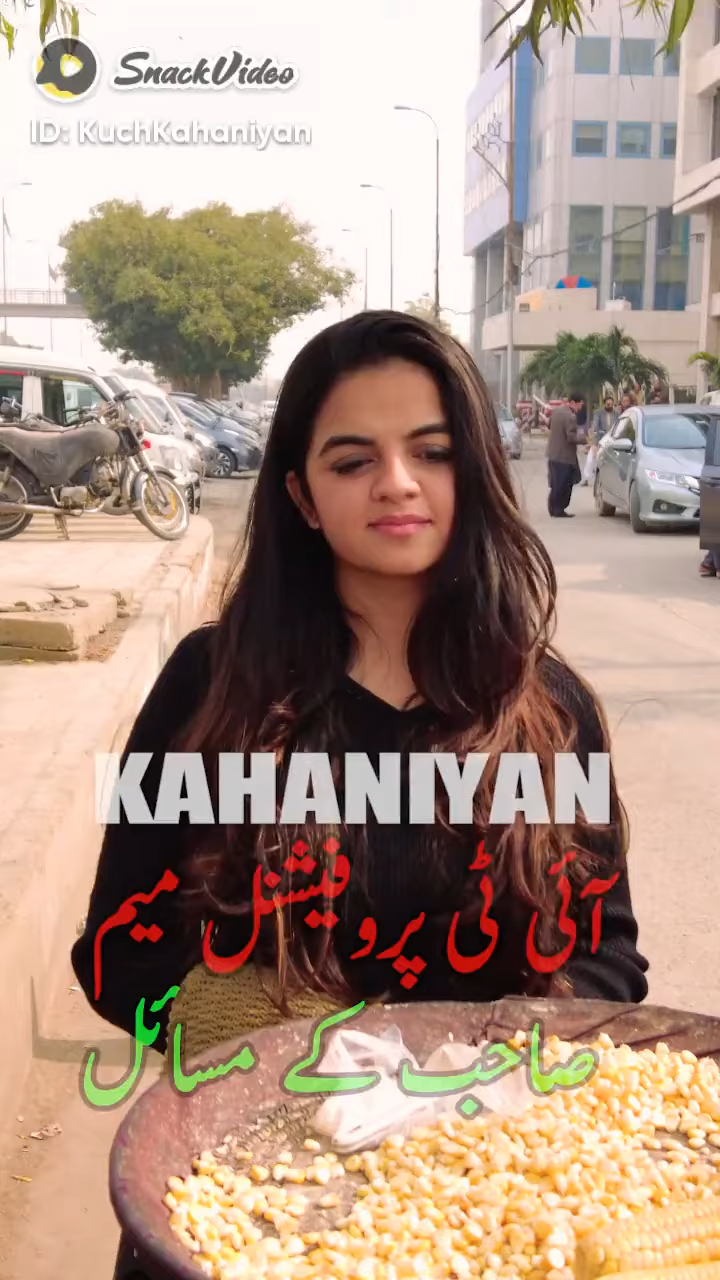 SnackVideo
ID: KuchKahaniyan
KAHANIYAN
آئی ٹی پروفیشنل میم
صاحب کے مسائل